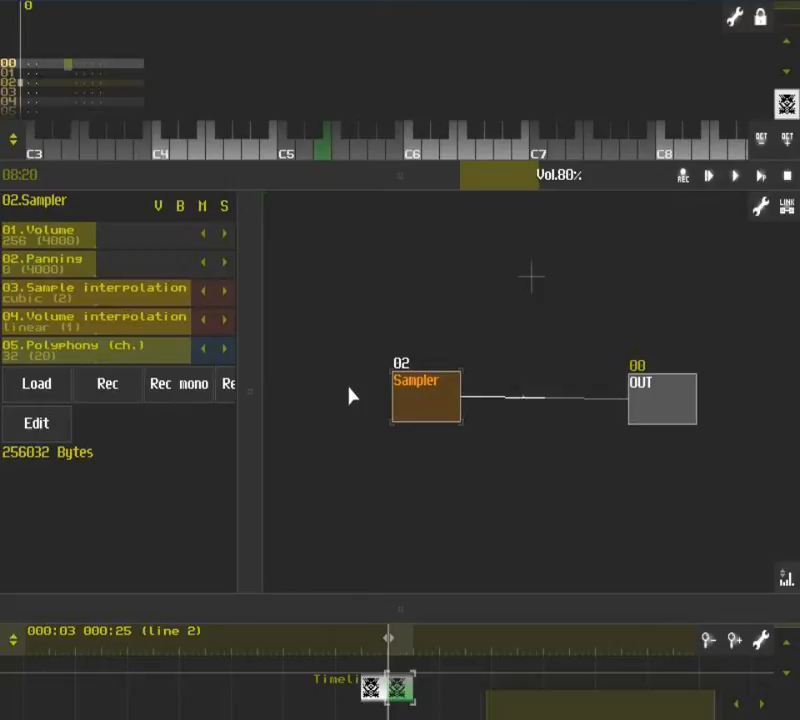 0
00
01
02
03
04
05
C3 C4 C5 C6 C7 C8 OCT OCT
08:20 Vol.80% REC
02.Sampler V B M S
01.Volume
256 (4000)
02.Panning
0 (4000)
03.Sample interpolation
cubic (2)
04.Volume interpolation
linear (1)
05.Polyphony (ch.)
32 (20)
Load Rec Rec mono Re
Edit
256032 Bytes
LINK
02
Sampler
00
OUT
000:03 000:25 (line 2)
Timeli